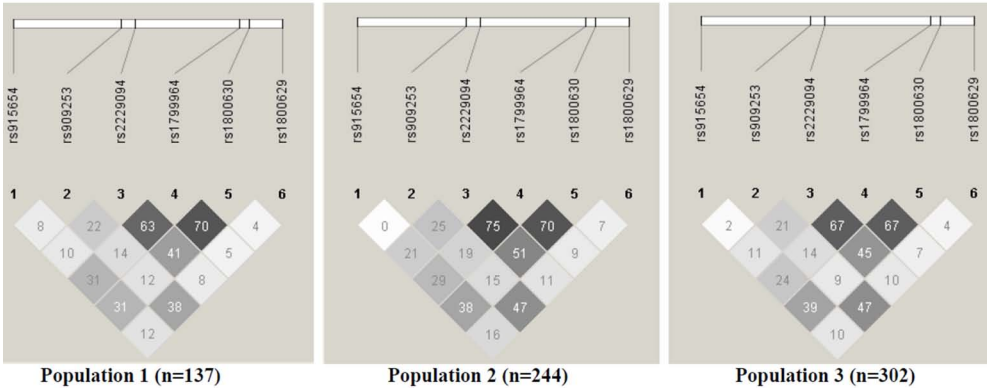 rs915654 rs909253 rs2229094 rs1799964 rs1800630 rs1800629
1 2 3 4 5 6
8 22 63 70 4
10 14 41 5
31 12 8
31 38
12
Population 1 (n=137)
rs915654 rs909253 rs2229094 rs1799964 rs1800630 rs1800629
1 2 3 4 5 6
0 25 75 70 7
21 19 51 9
29 15 11
38 47
16
Population 2 (n=244)
rs915654 rs909253 rs2229094 rs1799964 rs1800630 rs1800629
1 2 3 4 5 6
2 21 67 67 4
11 14 45 7
24 9 10
39 47
10
Population 3 (n=302)